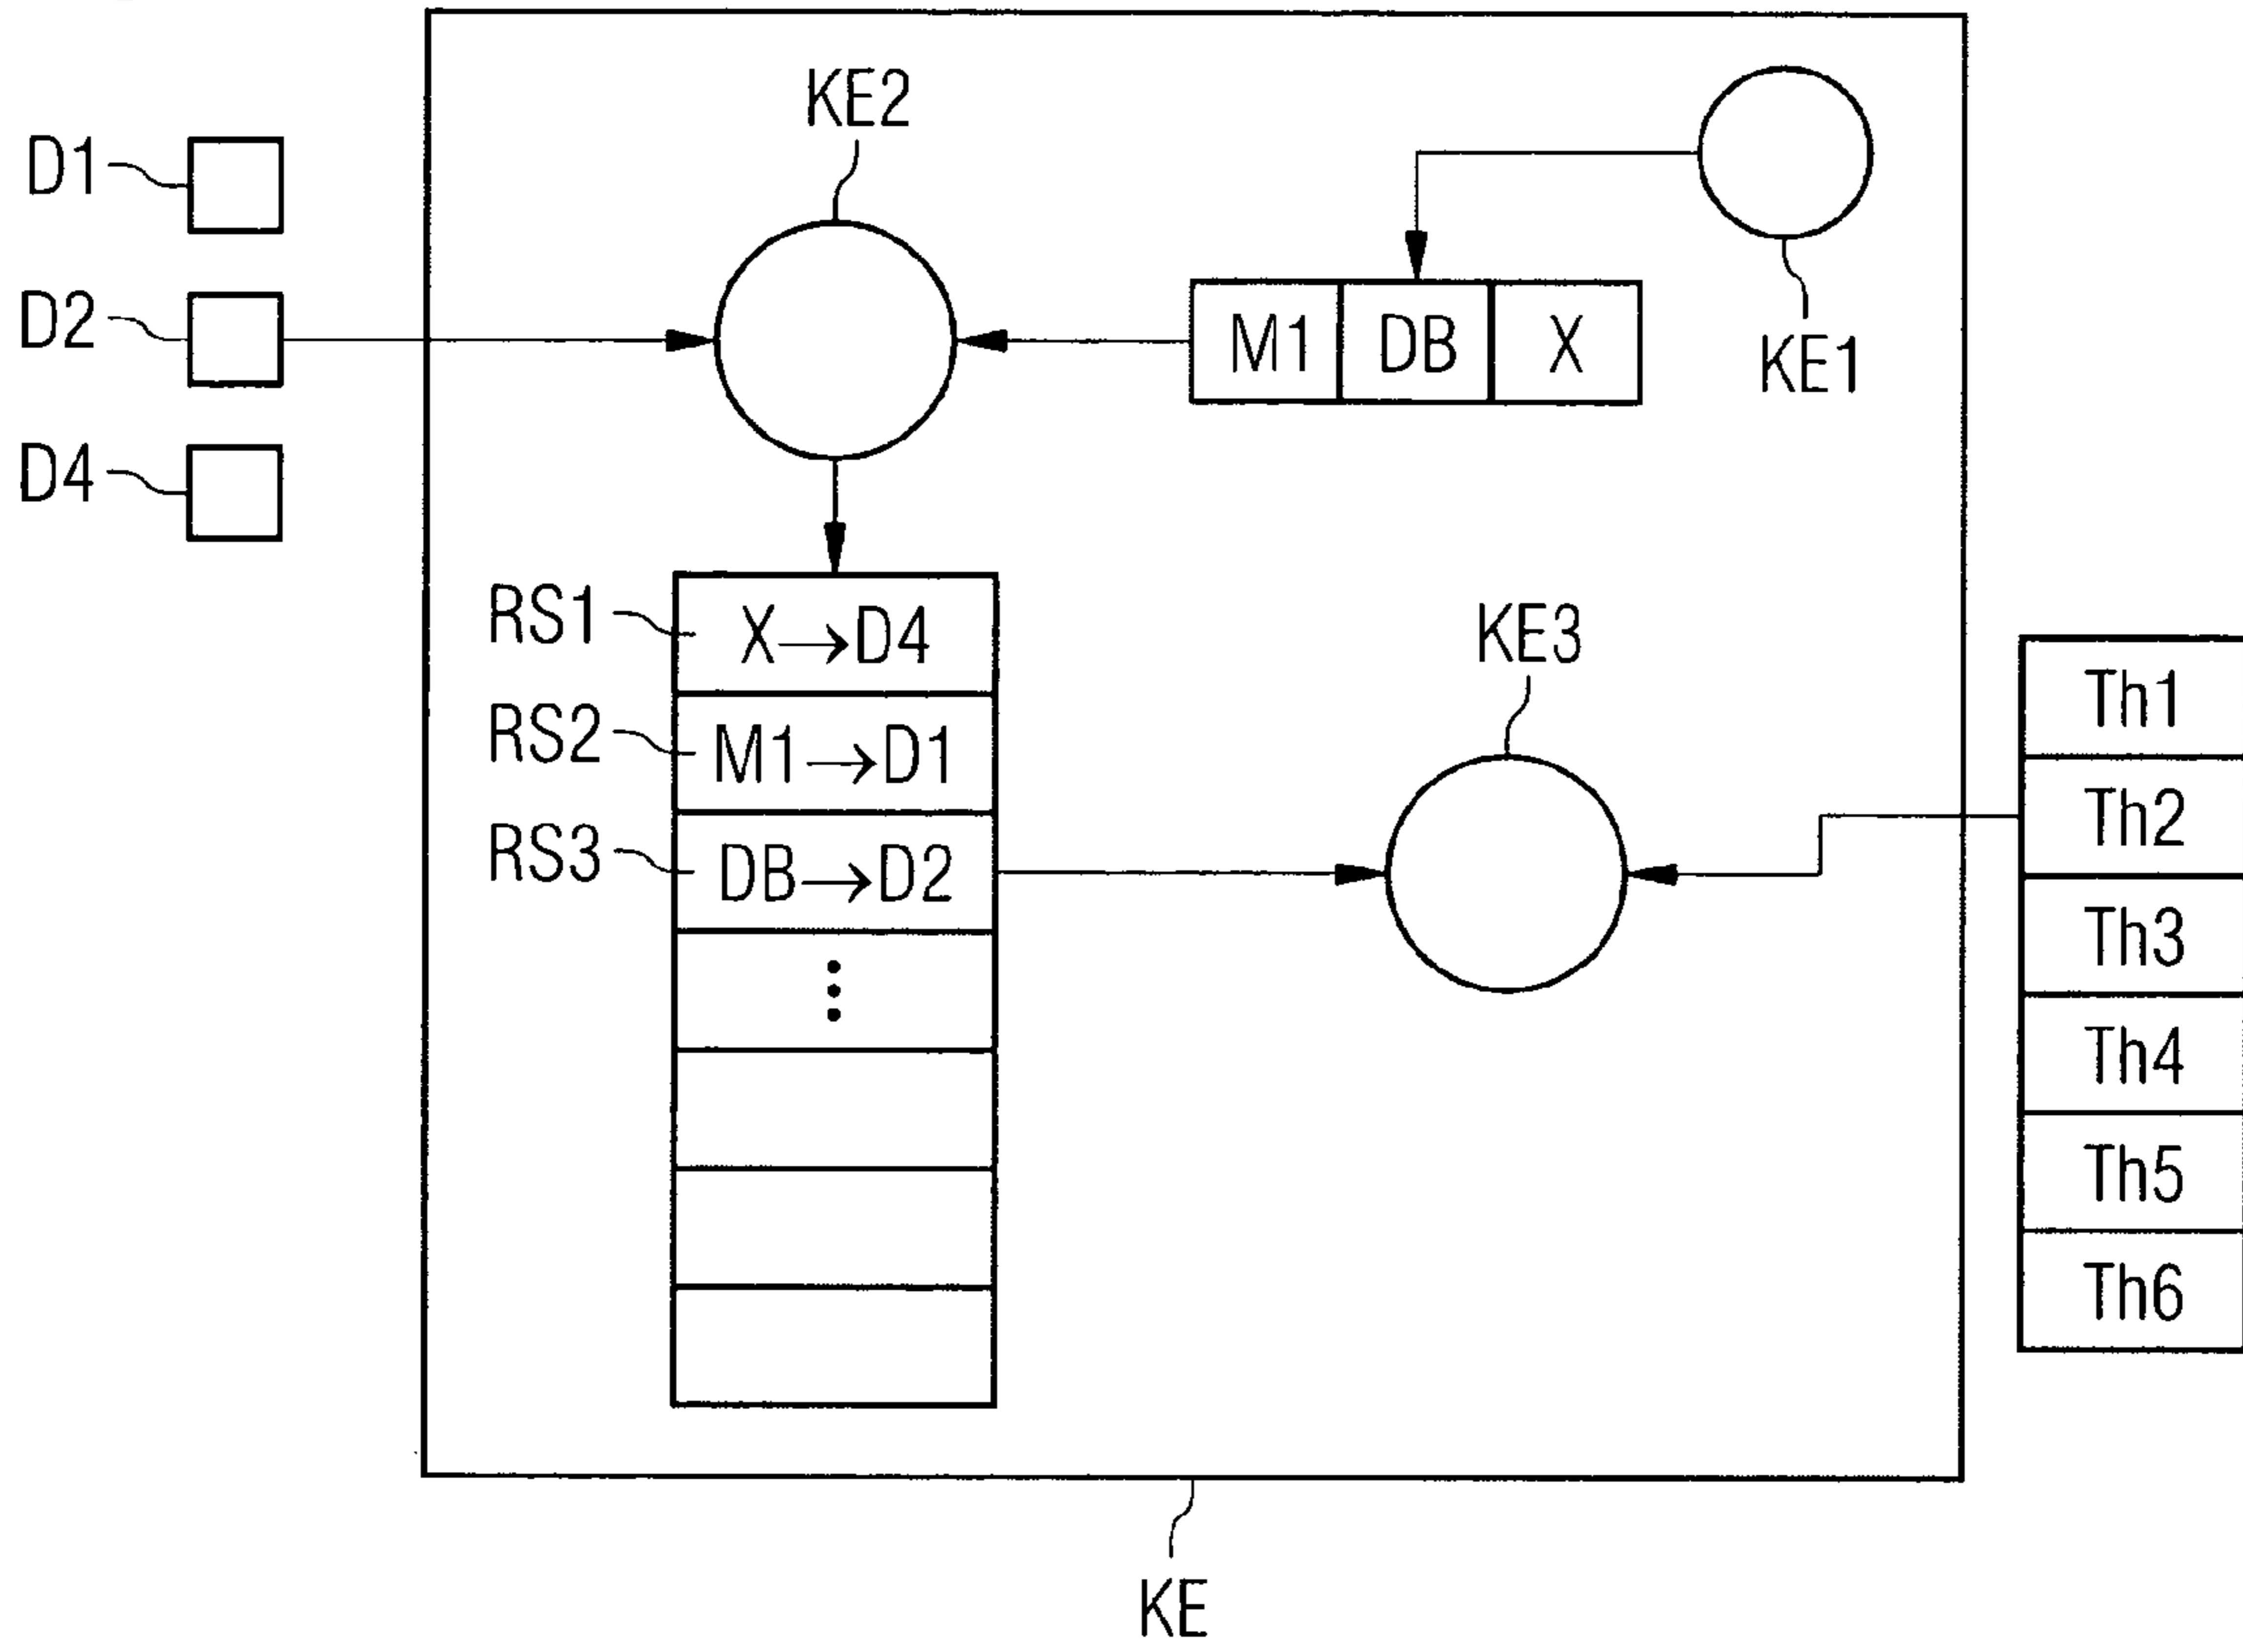 KE2
D1
D2
M1 DB X
KE1
D4
RS1 X→D4
KE3
RS2 M1→D1
Th1
RS3 DB→D2
Th2
Th3
Th4
Th5
Th6
KE